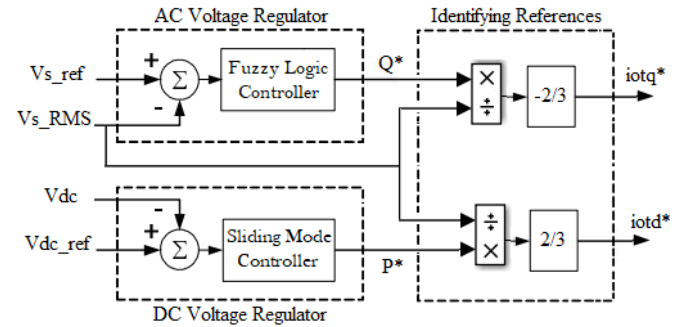 AC Voltage Regulator
Identifying References
Vs_ref
+
Σ
-
Fuzzy Logic
Controller
Q*
×
÷
-2/3
iotq*
Vs_RMS
Vdc
-
+
Σ
Vdc_ref
Sliding Mode
Controller
P*
÷
×
2/3
iotd*
DC Voltage Regulator